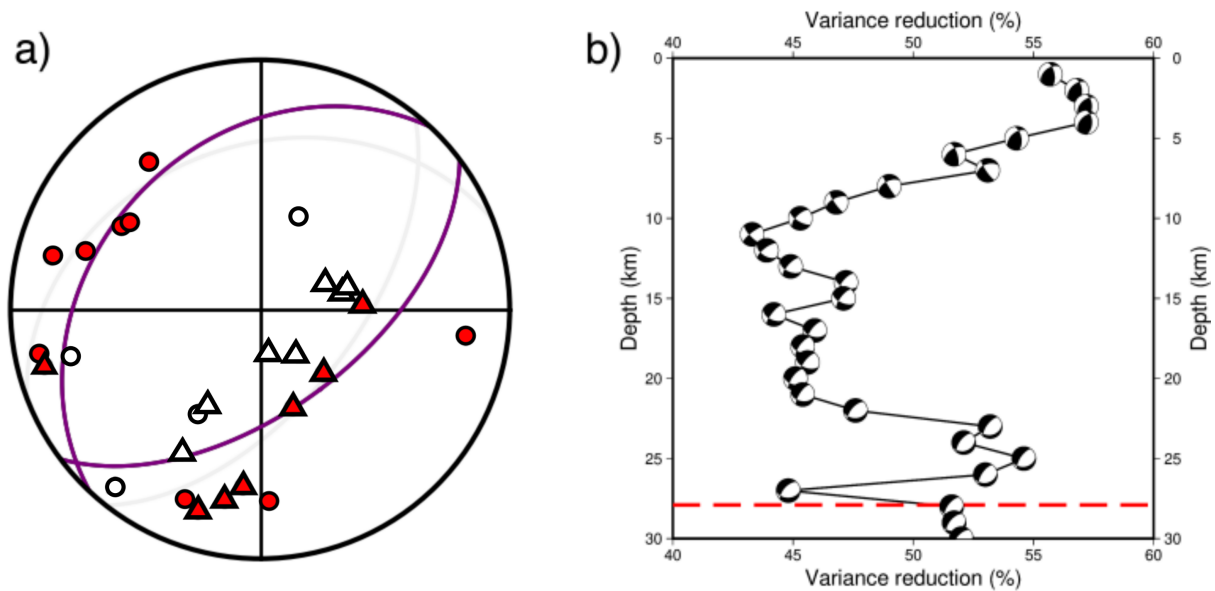 a)
b)
Variance reduction (%)
40 45 50 55 60
0 0
5 5
10 10
15 15
20 20
25 25
30 30
Depth (km)
Depth (km)
40 45 50 55 60
Variance reduction (%)